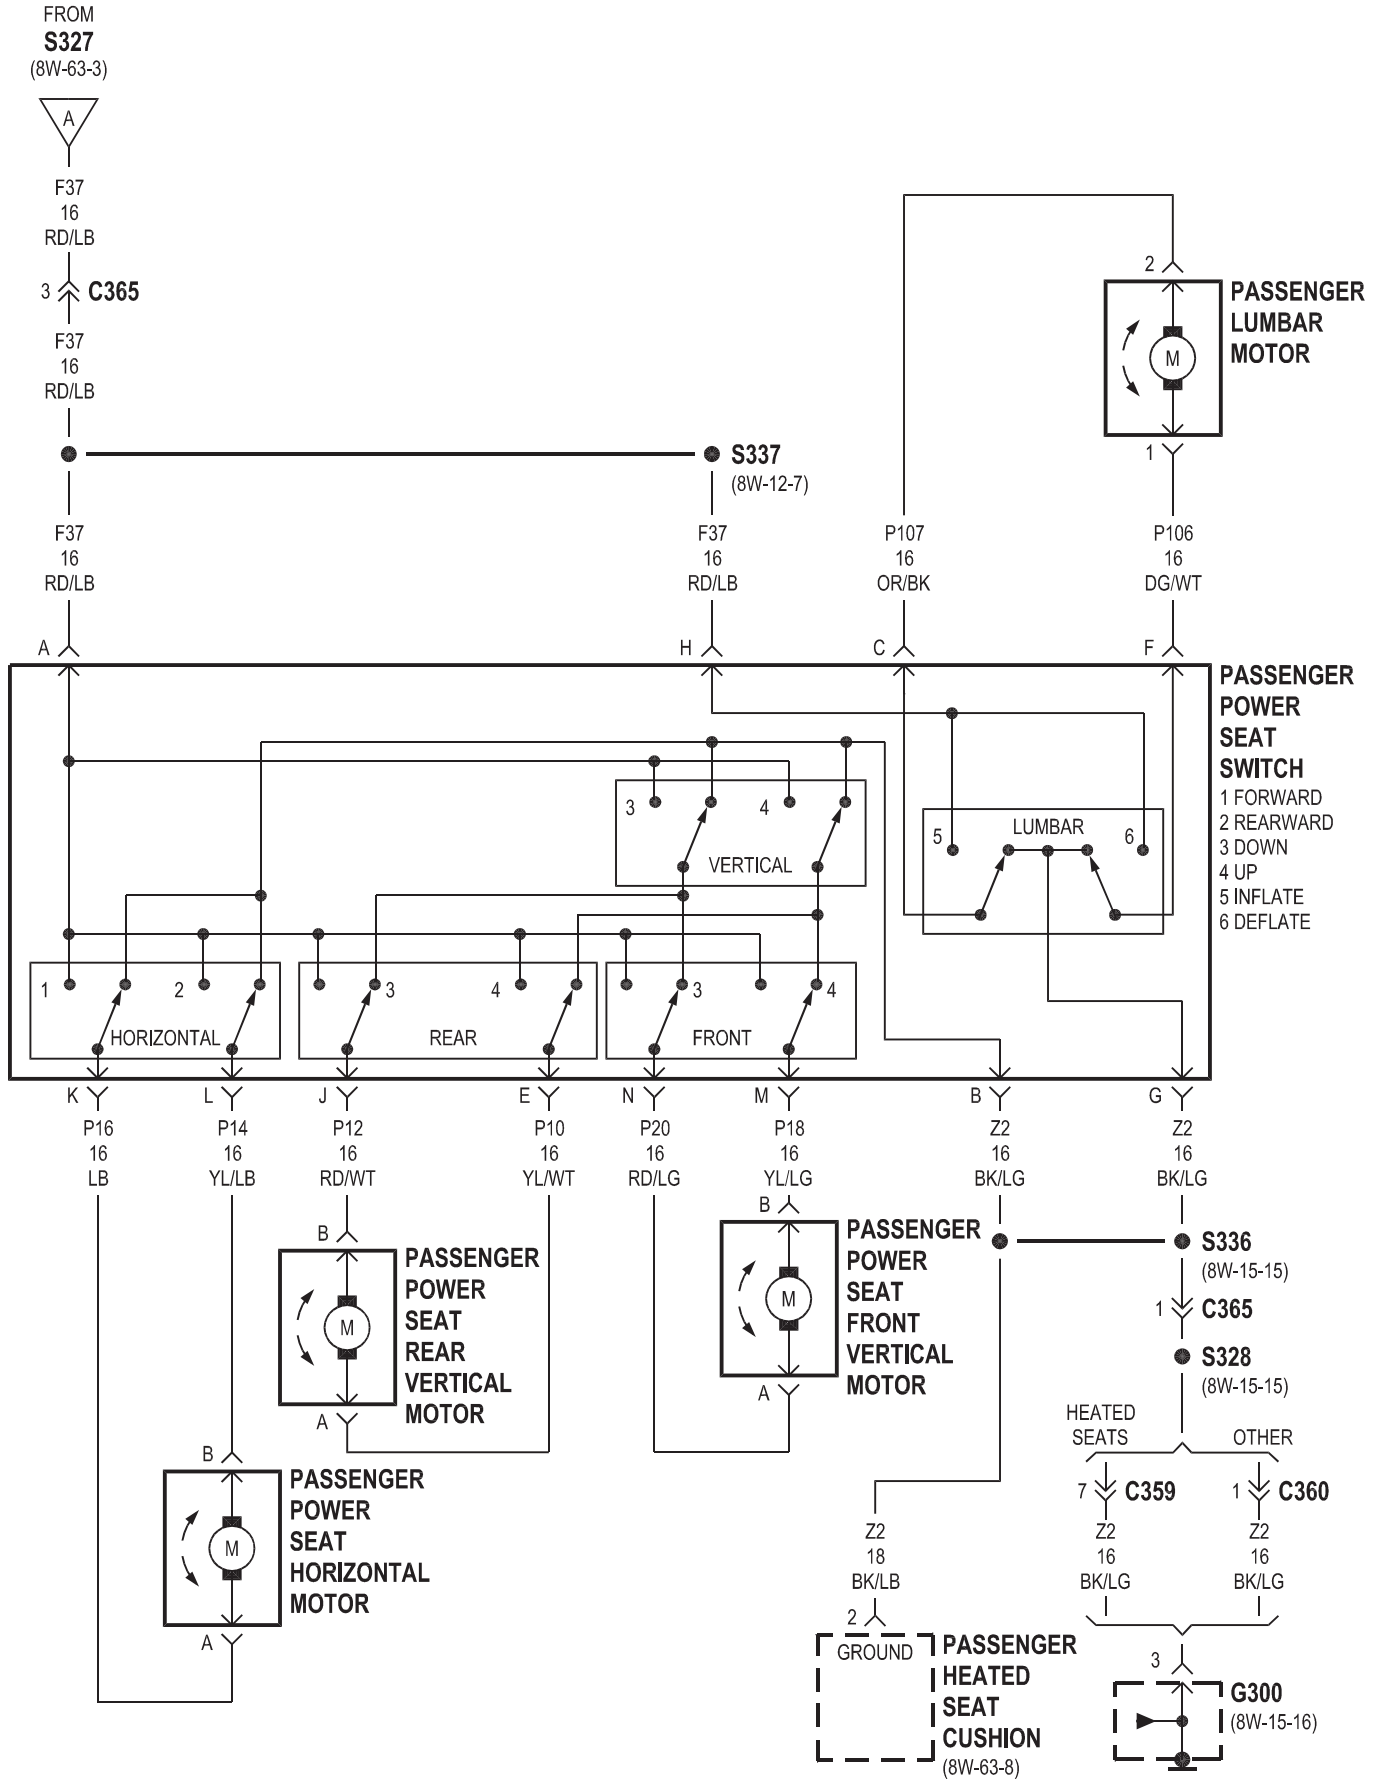 FROM
S327
(8W-63-3)
A
F37
16
RD/LB
3 C365
F37
16
RD/LB
S337
(8W-12-7)
2
PASSENGER
LUMBAR
MOTOR
M
1
F37
16
RD/LB
F37
16
RD/LB
P107
16
OR/BK
P106
16
DG/WT
A H C F
PASSENGER
POWER
SEAT
SWITCH
1 FORWARD
2 REARWARD
3 DOWN
4 UP
5 INFLATE
6 DEFLATE
3 4
VERTICAL
5 LUMBAR 6
1 2
HORIZONTAL
3 4
REAR
3 4
FRONT
K L J E N M B G
P16
16
LB
P14
16
YL/LB
P12
16
RD/WT
P10
16
YL/WT
P20
16
RD/LG
P18
16
YL/LG
Z2
16
BK/LG
Z2
16
BK/LG
B
PASSENGER
POWER
SEAT
REAR
VERTICAL
MOTOR
M
A
B
PASSENGER
POWER
SEAT
FRONT
VERTICAL
MOTOR
M
A
B
PASSENGER
POWER
SEAT
HORIZONTAL
MOTOR
M
A
S336
(8W-15-15)
1 C365
S328
(8W-15-15)
HEATED
SEATS
OTHER
7 C359
1 C360
Z2
18
BK/LB
Z2
16
BK/LG
Z2
16
BK/LG
2
GROUND
PASSENGER
HEATED
SEAT
CUSHION
(8W-63-8)
3
G300
(8W-15-16)